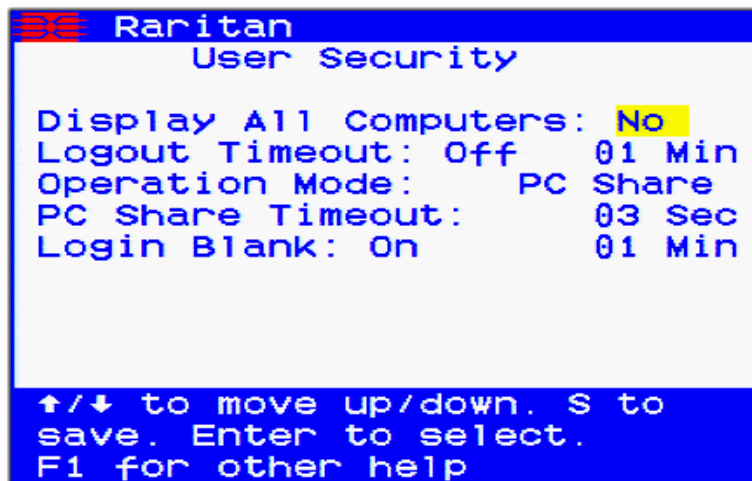 Raritan
User Security
Display All Computers: No
Logout Timeout: Off 01 Min
Operation Mode: PC Share
PC Share Timeout: 03 Sec
Login Blank: On 01 Min
↑/↓ to move up/down. S to
save. Enter to select.
F1 for other help